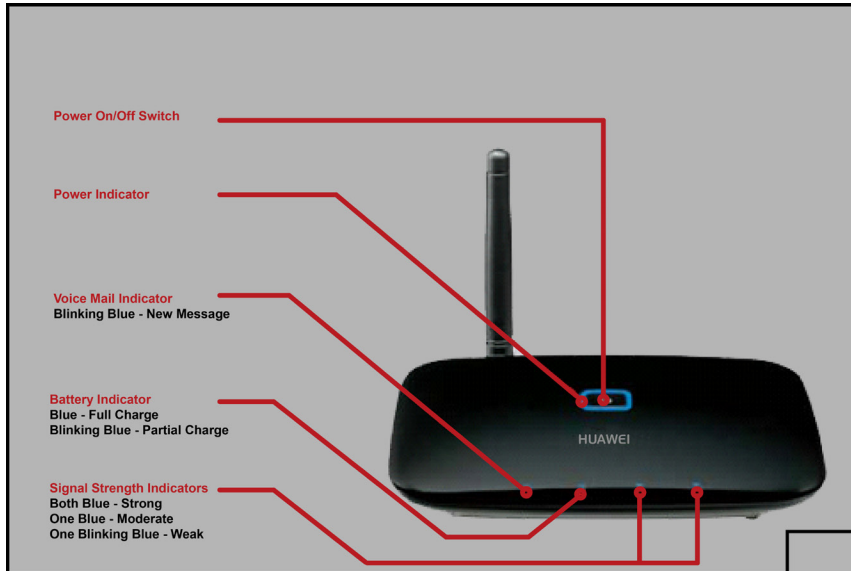 Power On/Off Switch
Power Indicator
Voice Mail Indicator
Blinking Blue - New Message
Battery Indicator
Blue - Full Charge
Blinking Blue - Partial Charge
HUAWEI
Signal Strength Indicators
Both Blue - Strong
One Blue - Moderate
One Blinking Blue - Weak